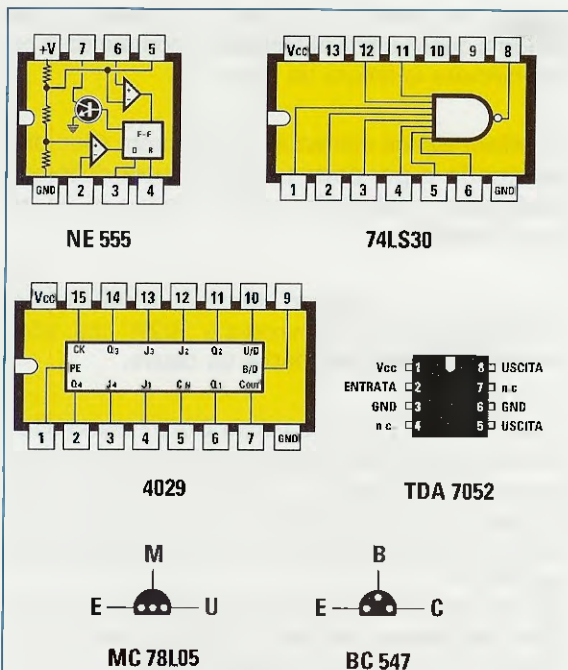 +V 7 6 5
F-F
Q R
GND 2 3 4
NE 555
Vcc 13 12 11 10 9 8
1 2 3 4 5 6 GND
74LS30
Vcc 15 14 13 12 11 10 9
CK Q3 J3 J2 Q2 U/D
PE B/D
Q4 J4 J1 CIN Q1 COUT
1 2 3 4 5 6 7 GND
4029
Vcc 1 8 USCITA
ENTRATA 2 7 n.c
GND 3 6 GND
n.c. 4 5 USCITA
TDA 7052
M
E U
MC 78L05
B
E C
BC 547